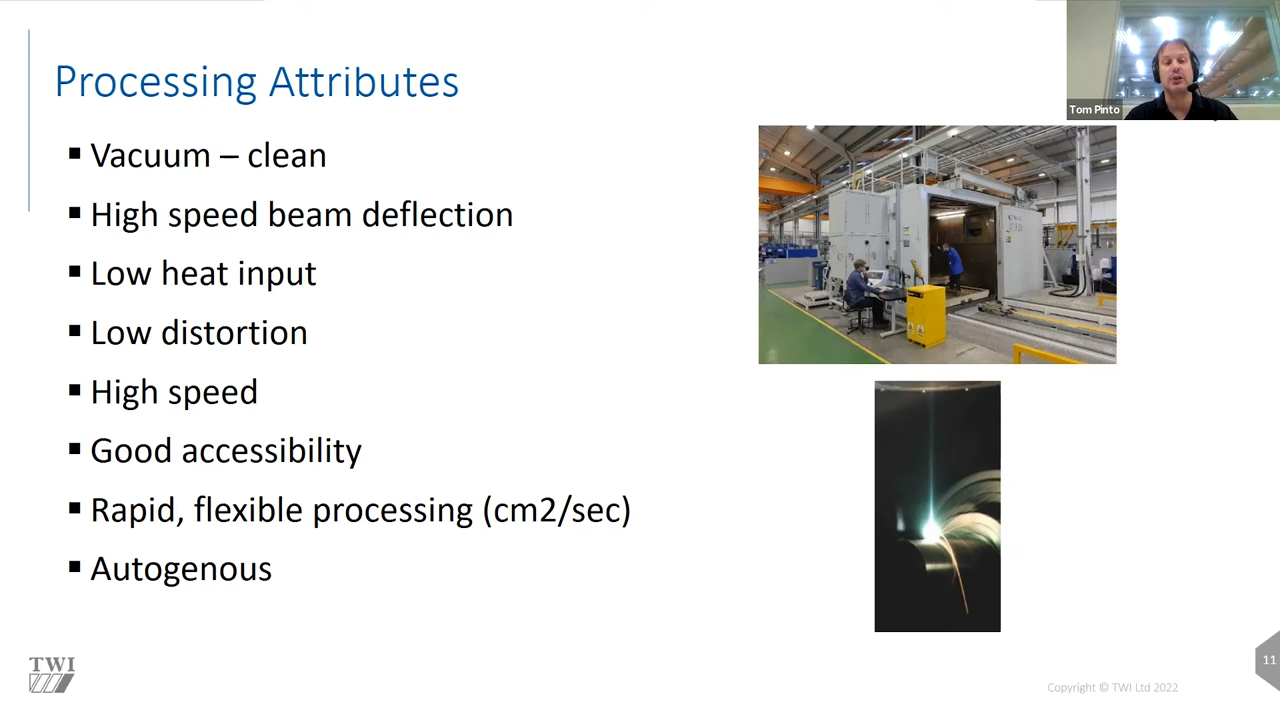 Processing Attributes
Tom Pinto
▪ Vacuum – clean
▪ High speed beam deflection
▪ Low heat input
▪ Low distortion
▪ High speed
▪ Good accessibility
▪ Rapid, flexible processing (cm2/sec)
▪ Autogenous
TWI
Copyright © TWI Ltd 2022
11